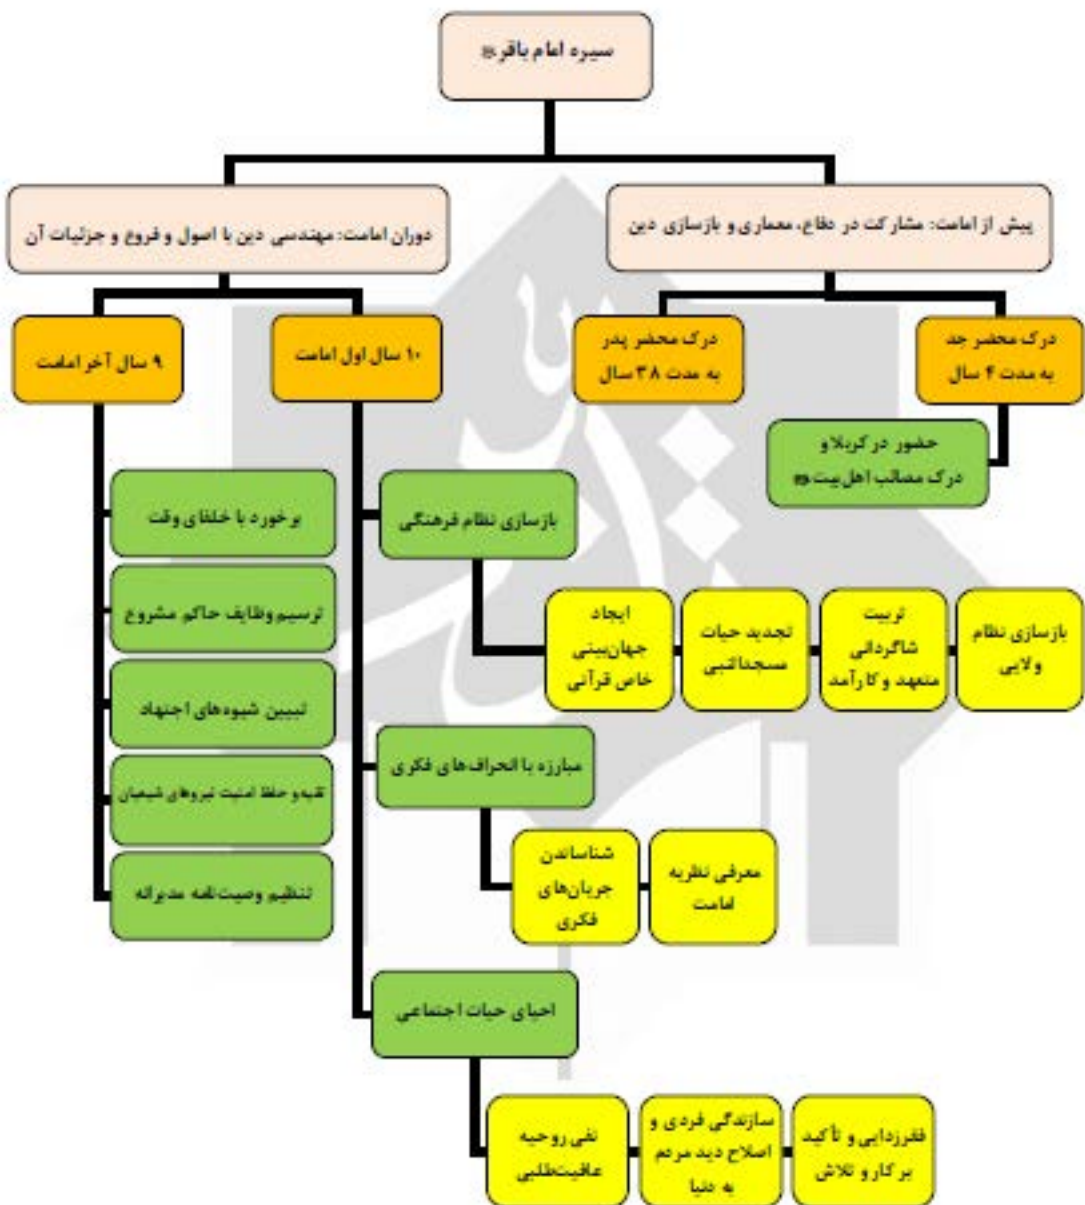 سیره امام باقر
پیش از امامت: مشارکت در دفاع، معماری و بازسازی دین
دوران امامت: مهندسی دین با اصول و فروع و جزئیات آن
درک محضر جد
به مدت ۴ سال
درک محضر پدر
به مدت ۳۸ سال
۱۰ سال اول امامت
۹ سال آخر امامت
حضور در کربلا و
درک مصائب اهل‌بیت
بازسازی نظام فرهنگی
بازسازی نظام
ولایی
تربیت
شاگردانی
متعهد و کارآمد
تجدید حیات
مسجدالنبی
ایجاد
جهان‌بینی
خاص قرآنی
مبارزه با انحراف‌های فکری
معرفی نظریه
امامت
شناساندن
جریان‌های
فکری
احیای حیات اجتماعی
فقرزدایی و تأکید
بر کار و تلاش
سازندگی فردی و
اصلاح دید مردم
به دنیا
نفی روحیه
عافیت‌طلبی
برخورد با خلفای وقت
ترسیم وظایف حاکم مشروع
تبیین شیوه‌های اجتهاد
تقیه و حفظ امنیت نیروهای شیعیان
تنظیم وصیت‌نامه مدبرانه